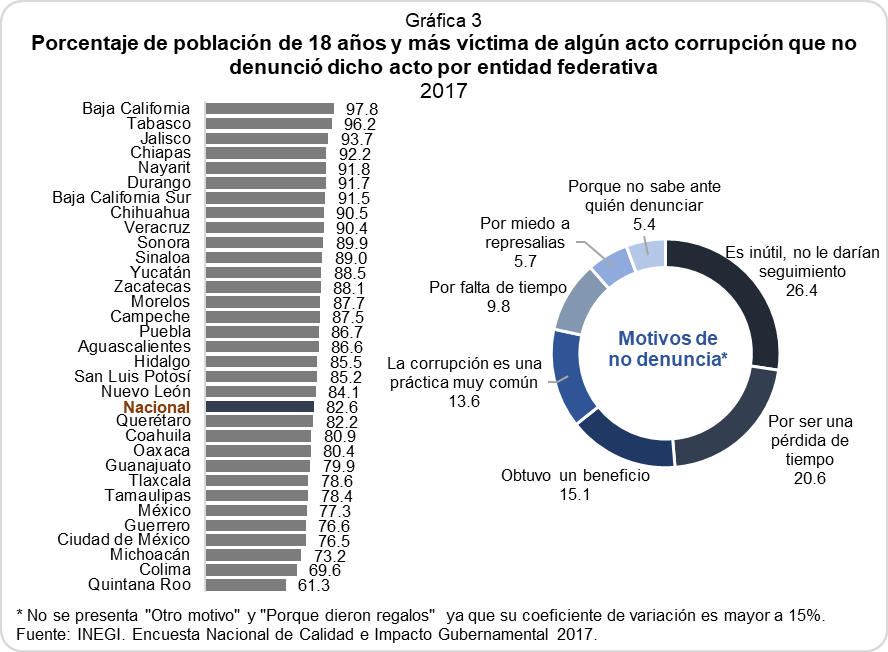 Gráfica 3
Porcentaje de población de 18 años y más víctima de algún acto corrupción que no
denunció dicho acto por entidad federativa
2017
Baja California 97.8
Tabasco 96.2
Jalisco 93.7
Chiapas 92.2
Nayarit 91.8
Durango 91.7
Baja California Sur 91.5
Chihuahua 90.5
Veracruz 90.4
Sonora 89.9
Sinaloa 89.0
Yucatán 88.5
Zacatecas 88.1
Morelos 87.7
Campeche 87.5
Puebla 86.7
Aguascalientes 86.6
Hidalgo 85.5
San Luis Potosí 85.2
Nuevo León 84.1
Nacional 82.6
Querétaro 82.2
Coahuila 80.9
Oaxaca 80.4
Guanajuato 79.9
Tlaxcala 78.6
Tamaulipas 78.4
México 77.3
Guerrero 76.6
Ciudad de México 76.5
Michoacán 73.2
Colima 69.6
Quintana Roo 61.3
Motivos de
no denuncia*
Es inútil, no le darían
seguimiento
26.4
Por ser una
pérdida de
tiempo
20.6
Obtuvo un beneficio
15.1
La corrupción es una
práctica muy común
13.6
Por falta de tiempo
9.8
Por miedo a
represalias
5.7
Porque no sabe ante
quién denunciar
5.4
* No se presenta "Otro motivo" y "Porque dieron regalos" ya que su coeficiente de variación es mayor a 15%.
Fuente: INEGI. Encuesta Nacional de Calidad e Impacto Gubernamental 2017.